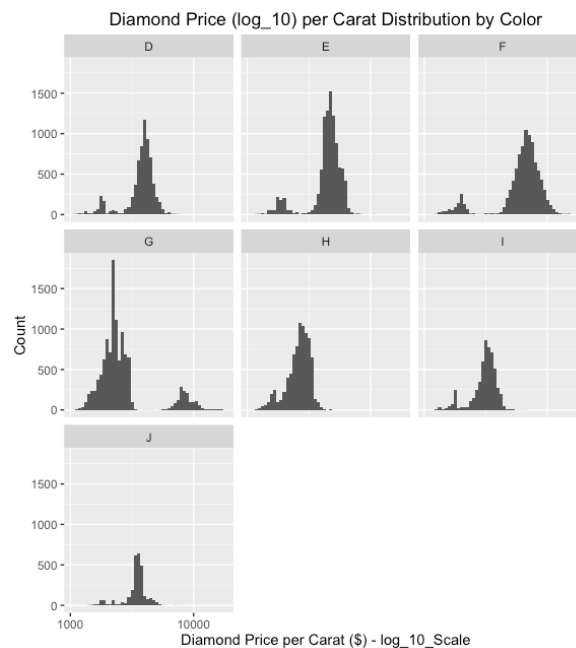 Diamond Price (log_10) per Carat Distribution by Color
D E F
1500
1000
500
0
G H I
1500
1000
500
0
Count
J
1500
1000
500
0
1000 10000
Diamond Price per Carat ($) - log_10_Scale